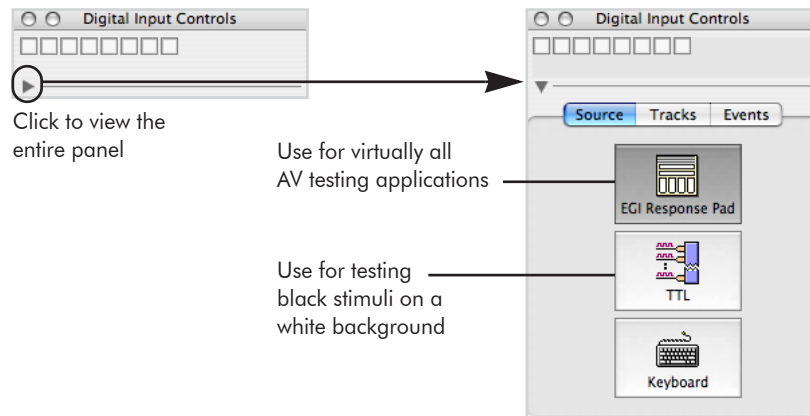 Digital Input Controls
Click to view the
entire panel
Digital Input Controls
Source Tracks Events
Use for virtually all
AV testing applications
EGI Response Pad
Use for testing
black stimuli on a
white background
TTL
Keyboard